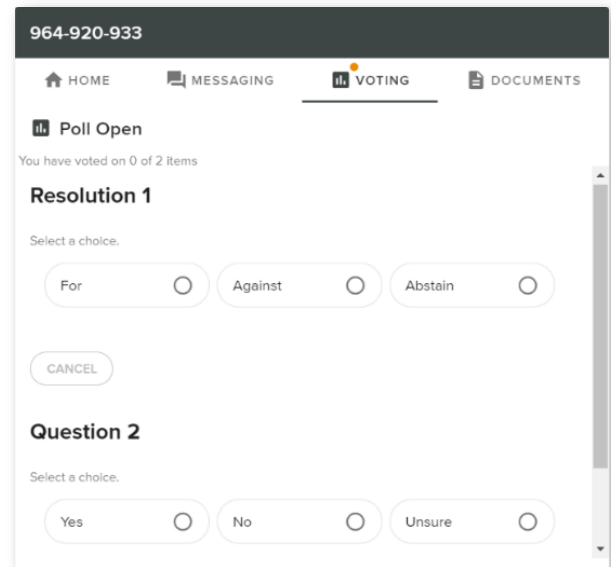 964-920-933
HOME MESSAGING VOTING DOCUMENTS
Poll Open
You have voted on 0 of 2 items
Resolution 1
Select a choice.
For Against Abstain
CANCEL
Question 2
Select a choice.
Yes No Unsure